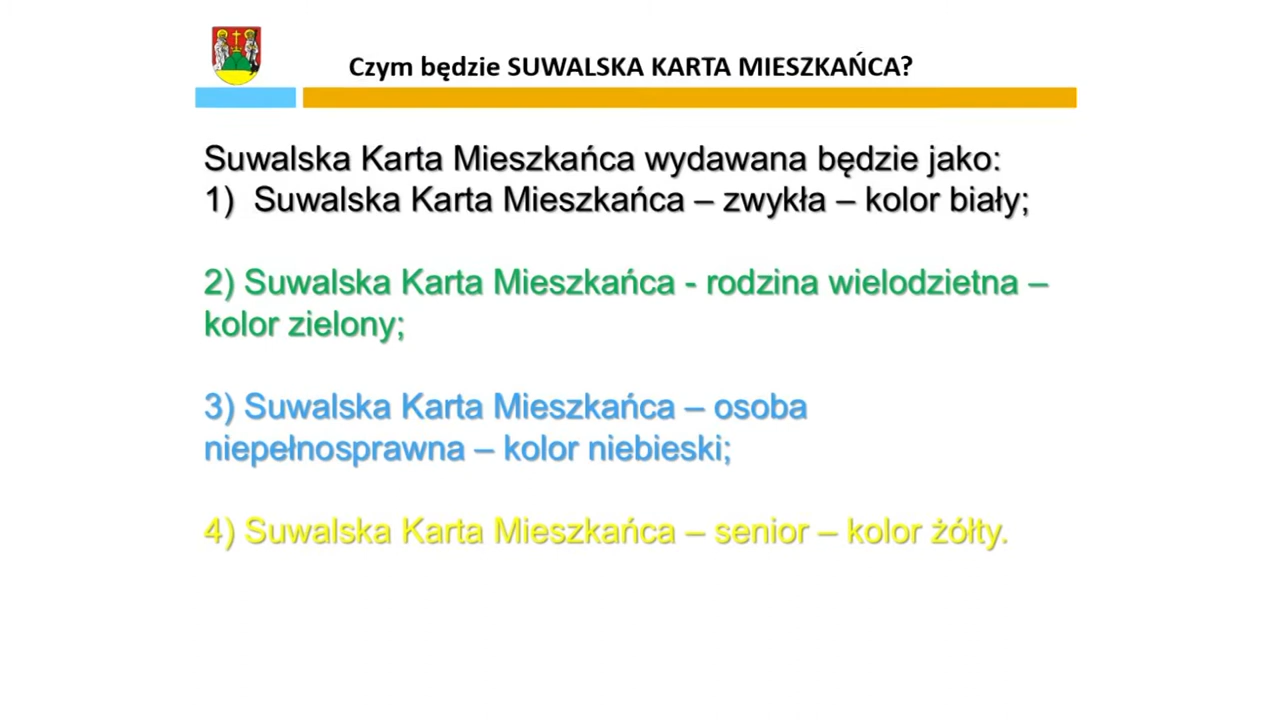 Czym będzie SUWALSKA KARTA MIESZKAŃCA?
Suwalska Karta Mieszkańca wydawana będzie jako:
1) Suwalska Karta Mieszkańca – zwykła – kolor biały;
2) Suwalska Karta Mieszkańca - rodzina wielodzietna –
kolor zielony;
3) Suwalska Karta Mieszkańca – osoba
niepełnosprawna – kolor niebieski;
4) Suwalska Karta Mieszkańca – senior – kolor żółty.